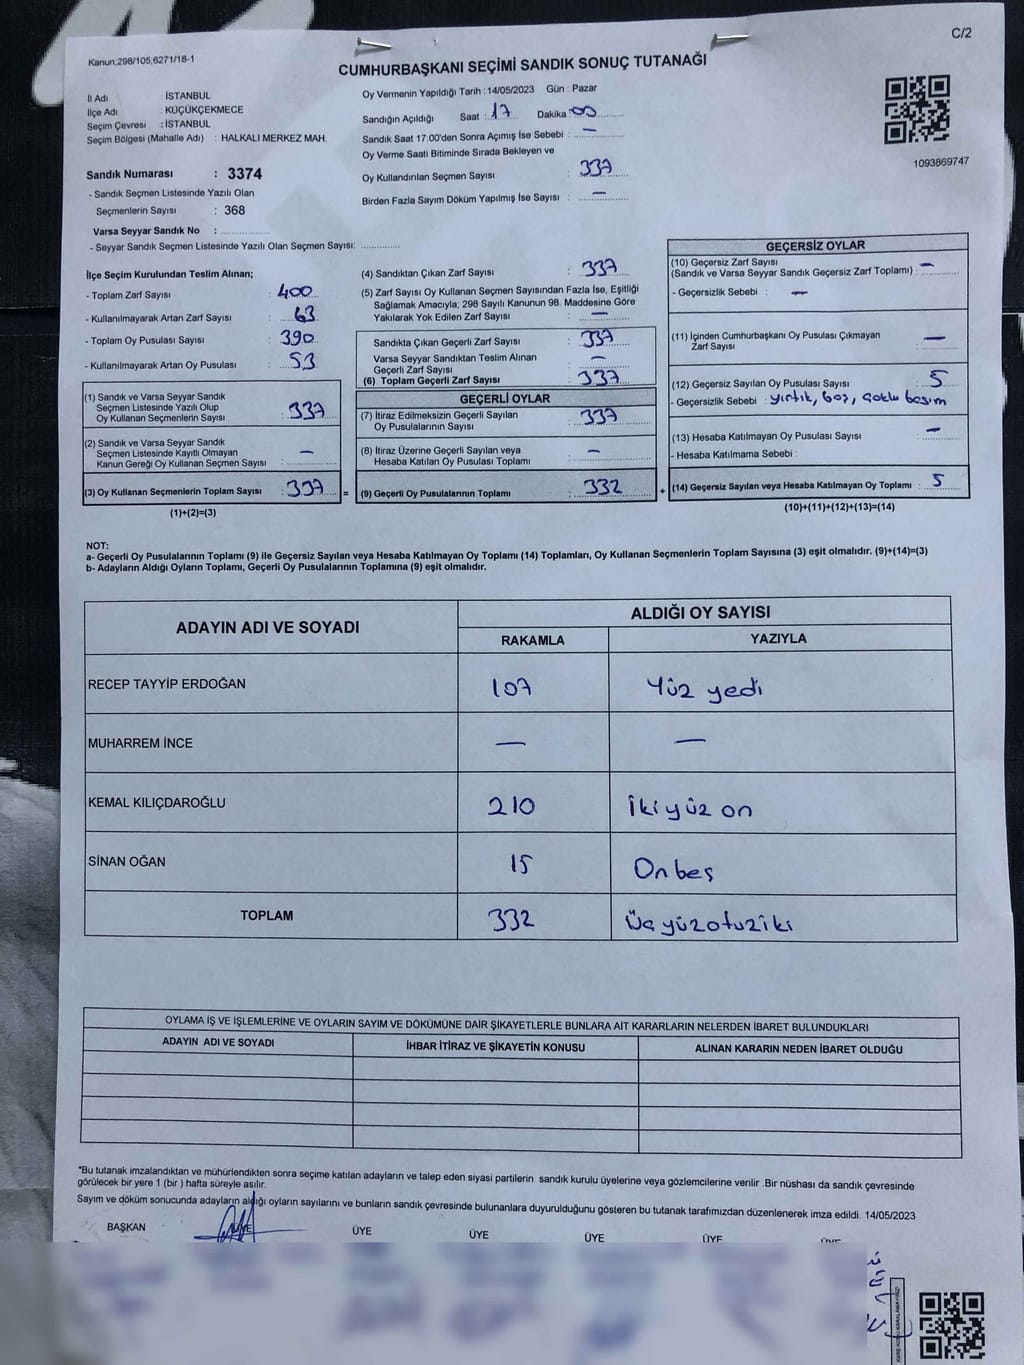 C/2
Kanun;298/105,6271/18-1
CUMHURBAŞKANI SEÇİMİ SANDIK SONUÇ TUTANAĞI
İl Adı : İSTANBUL
İlçe Adı : KÜÇÜKÇEKMECE
Seçim Çevresi : İSTANBUL
Seçim Bölgesi (Mahalle Adı) : HALKALI MERKEZ MAH.
Sandık Numarası : 3374
- Sandık Seçmen Listesinde Yazılı Olan
Seçmenlerin Sayısı : 368
Varsa Seyyar Sandık No :
- Seyyar Sandık Seçmen Listesinde Yazılı Olan Seçmen Sayısı:
Oy Vermenin Yapıldığı Tarih : 14/05/2023 Gün : Pazar
Sandığın Açıldığı Saat : 17 Dakika : 00
Sandık Saat 17.00'den Sonra Açımış İse Sebebi : —
Oy Verme Saati Bitiminde Sırada Bekleyen ve
Oy Kullandırılan Seçmen Sayısı : 337
Birden Fazla Sayım Döküm Yapılmış İse Sayısı : —
1093869747
İlçe Seçim Kurulundan Teslim Alınan;
- Toplam Zarf Sayısı : 400
- Kullanılmayarak Artan Zarf Sayısı : 63
- Toplam Oy Pusulası Sayısı : 390
- Kullanılmayarak Artan Oy Pusulası : 53
(1) Sandık ve Varsa Seyyar Sandık
Seçmen Listesinde Yazılı Olup
Oy Kullanan Seçmenlerin Sayısı : 337
(2) Sandık ve Varsa Seyyar Sandık
Seçmen Listesinde Kayıtlı Olmayan
Kanun Gereği Oy Kullanan Seçmen Sayısı : —
(3) Oy Kullanan Seçmenlerin Toplam Sayısı : 337 =
(1)+(2)=(3)
(4) Sandıktan Çıkan Zarf Sayısı : 337
(5) Zarf Sayısı Oy Kullanan Seçmen Sayısından Fazla İse, Eşitliği
Sağlamak Amacıyla; 298 Sayılı Kanunun 98. Maddesine Göre
Yakılarak Yok Edilen Zarf Sayısı : —
Sandıkta Çıkan Geçerli Zarf Sayısı : 337
Varsa Seyyar Sandıktan Teslim Alınan
Geçerli Zarf Sayısı : —
(6) Toplam Geçerli Zarf Sayısı : 337
GEÇERLİ OYLAR
(7) İtiraz Edilmeksizin Geçerli Sayılan
Oy Pusulalarının Sayısı : 337
(8) İtiraz Üzerine Geçerli Sayılan veya
Hesaba Katılan Oy Pusulası Toplamı : —
(9) Geçerli Oy Pusulalarının Toplamı : 332 +
GEÇERSİZ OYLAR
(10) Geçersiz Zarf Sayısı
(Sandık ve Varsa Seyyar Sandık Geçersiz Zarf Toplamı) : —
- Geçersizlik Sebebi : —
(11) İçinden Cumhurbaşkanı Oy Pusulası Çıkmayan
Zarf Sayısı : —
(12) Geçersiz Sayılan Oy Pusulası Sayısı : 5
- Geçersizlik Sebebi : yırtık, boş, çoklu basım
(13) Hesaba Katılmayan Oy Pusulası Sayısı : —
- Hesaba Katılmama Sebebi :
(14) Geçersiz Sayılan veya Hesaba Katılmayan Oy Toplamı : 5
(10)+(11)+(12)+(13)=(14)
NOT:
a- Geçerli Oy Pusulalarının Toplamı (9) ile Geçersiz Sayılan veya Hesaba Katılmayan Oy Toplamı (14) Toplamları, Oy Kullanan Seçmenlerin Toplam Sayısına (3) eşit olmalıdır. (9)+(14)=(3)
b- Adayların Aldığı Oyların Toplamı, Geçerli Oy Pusulalarının Toplamına (9) eşit olmalıdır.
ADAYIN ADI VE SOYADI ALDIĞI OY SAYISI
RAKAMLA YAZIYLA
RECEP TAYYİP ERDOĞAN 107 Yüz yedi
MUHARREM İNCE — —
KEMAL KILIÇDAROĞLU 210 İki yüz on
SİNAN OĞAN 15 On beş
TOPLAM 332 Üç yüzotuziki
OYLAMA İŞ VE İŞLEMLERİNE VE OYLARIN SAYIM VE DÖKÜMÜNE DAİR ŞİKAYETLERLE BUNLARA AİT KARARLARIN NELERDEN İBARET BULUNDUKLARI
ADAYIN ADI VE SOYADI İHBAR İTİRAZ VE ŞİKAYETİN KONUSU ALINAN KARARIN NEDEN İBARET OLDUĞU
*Bu tutanak imzalandıktan ve mühürlendikten sonra seçime katılan adayların ve talep eden siyasi partilerin sandık kurulu üyelerine veya gözlemcilerine verilir .Bir nüshası da sandık çevresinde
görülecek bir yere 1 (bir ) hafta süreyle asılır.
Sayım ve döküm sonucunda adayların aldığı oyların sayılarını ve bunların sandık çevresinde bulunanlara duyurulduğunu gösteren bu tutanak tarafımızdan düzenlenerek imza edildi. 14/05/2023
BAŞKAN ÜYE ÜYE ÜYE ÜYE ÜYE